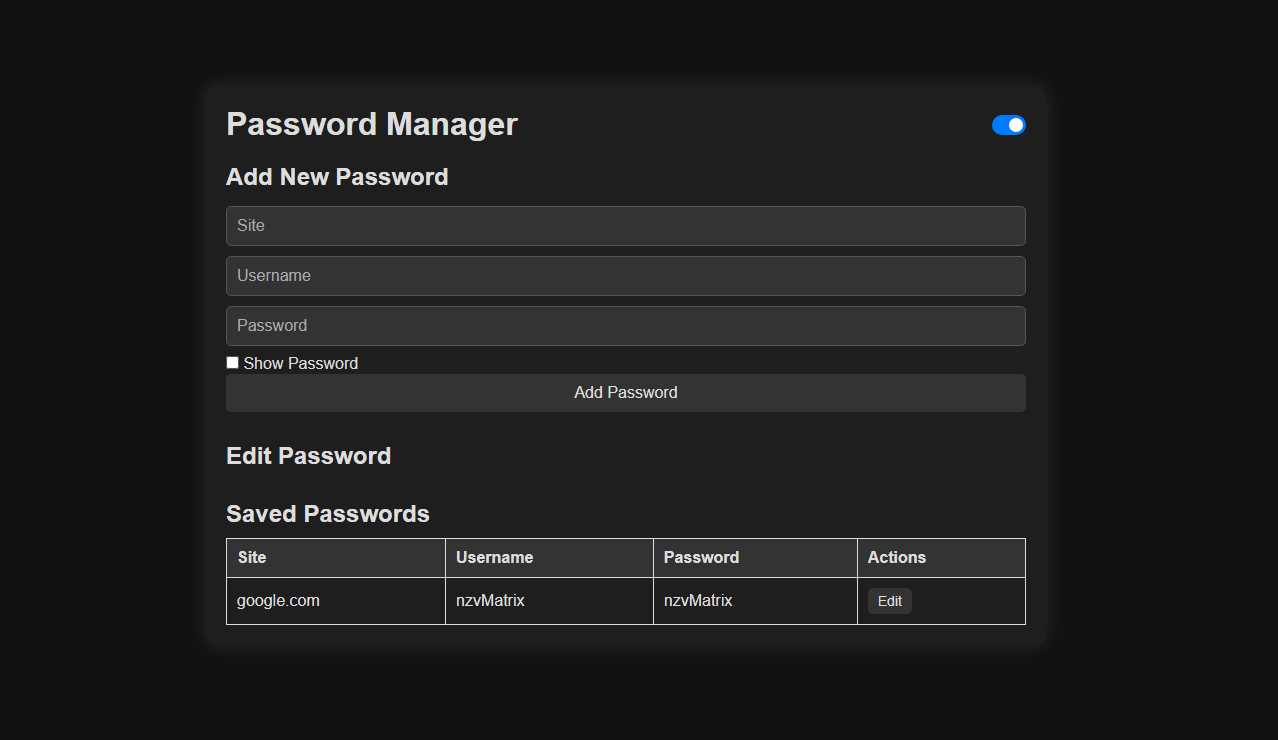 Password Manager
Add New Password
Site
Username
Password
Show Password
Add Password
Edit Password
Saved Passwords
Site Username Password Actions
google.com nzvMatrix nzvMatrix Edit